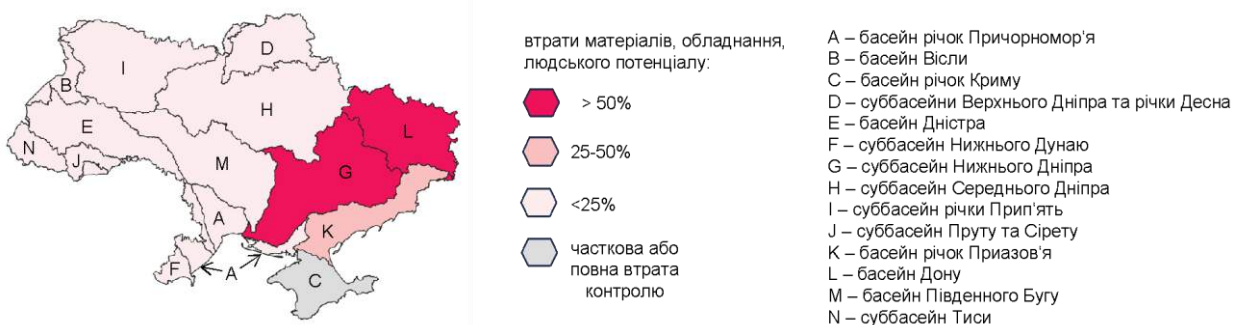 D
I
B
H
E
L
N
J
M
G
A
K
F
A
C
втрати матеріалів, обладнання,
людського потенціалу:
> 50%
25-50%
<25%
часткова або
повна втрата
контролю
A – басейн річок Причорномор'я
B – басейн Вісли
C – басейн річок Криму
D – суббасейни Верхнього Дніпра та річки Десна
E – басейн Дністра
F – суббасейн Нижнього Дунаю
G – суббасейн Нижнього Дніпра
H – суббасейн Середнього Дніпра
I – суббасейн річки Прип'ять
J – суббасейн Пруту та Сірету
K – басейн річок Приазов'я
L – басейн Дону
M – басейн Південного Бугу
N – суббасейн Тиси